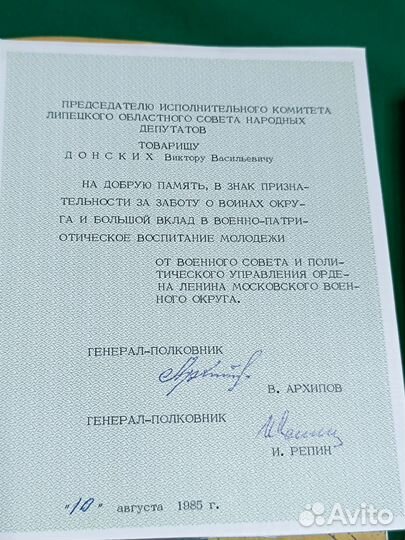 ПРЕДСЕДАТЕЛЮ ИСПОЛНИТЕЛЬНОГО КОМИТЕТА
ЛИПЕЦКОГО ОБЛАСТНОГО СОВЕТА НАРОДНЫХ
ДЕПУТАТОВ
ТОВАРИЩУ
ДОНСКИХ Виктору Васильевичу
НА ДОБРУЮ ПАМЯТЬ, В ЗНАК ПРИЗНА-
ТЕЛЬНОСТИ ЗА ЗАБОТУ О ВОИНАХ ОКРУ-
ГА И БОЛЬШОЙ ВКЛАД В ВОЕННО-ПАТРИ-
ОТИЧЕСКОЕ ВОСПИТАНИЕ МОЛОДЕЖИ
ОТ ВОЕННОГО СОВЕТА И ПОЛИ-
ТИЧЕСКОГО УПРАВЛЕНИЯ ОРДЕ-
НА ЛЕНИНА МОСКОВСКОГО ВОЕН-
НОГО ОКРУГА.
ГЕНЕРАЛ-ПОЛКОВНИК
В. АРХИПОВ
ГЕНЕРАЛ-ПОЛКОВНИК
И. РЕПИН
"10" августа 1985 г.
Avito